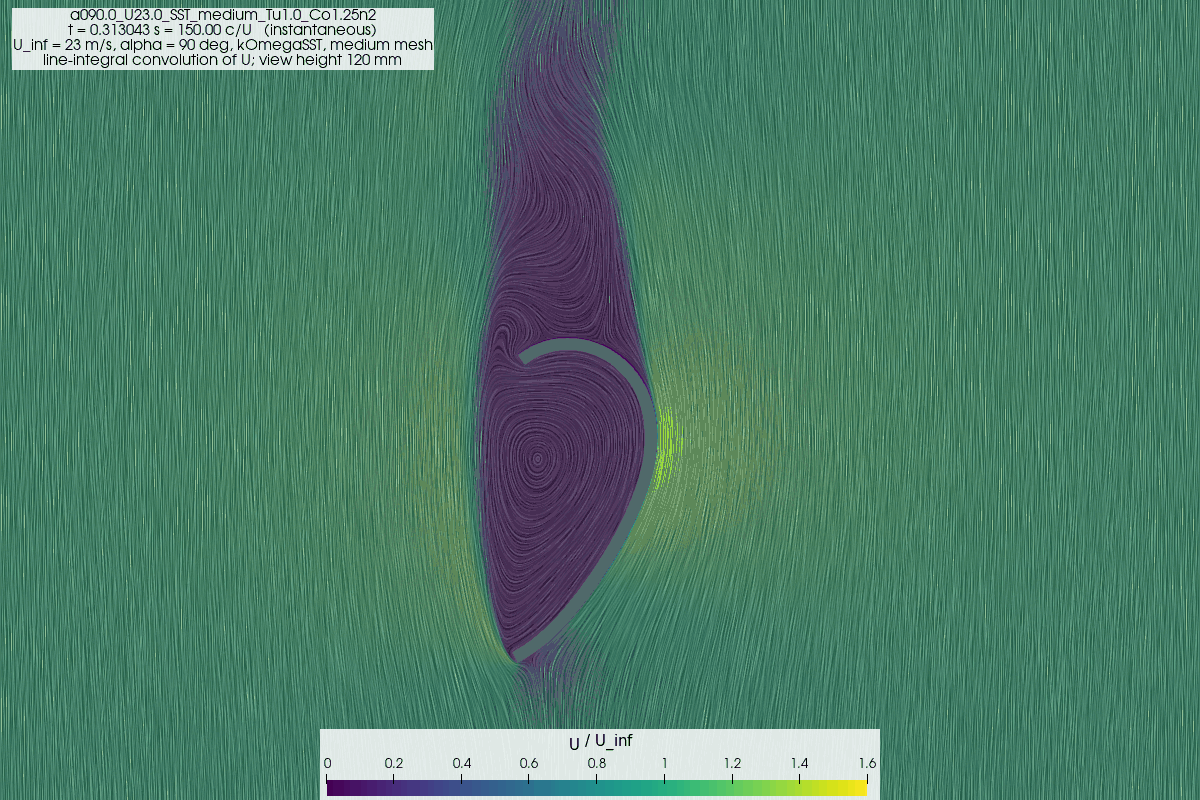 a090.0_U23.0_SST_medium_Tu1.0_Co1.25n2
t = 0.313043 s = 150.00 c/U (instantaneous)
U_inf = 23 m/s, alpha = 90 deg, kOmegaSST, medium mesh
line-integral convolution of U; view height 120 mm
U / U_inf
0 0.2 0.4 0.6 0.8 1 1.2 1.4 1.6